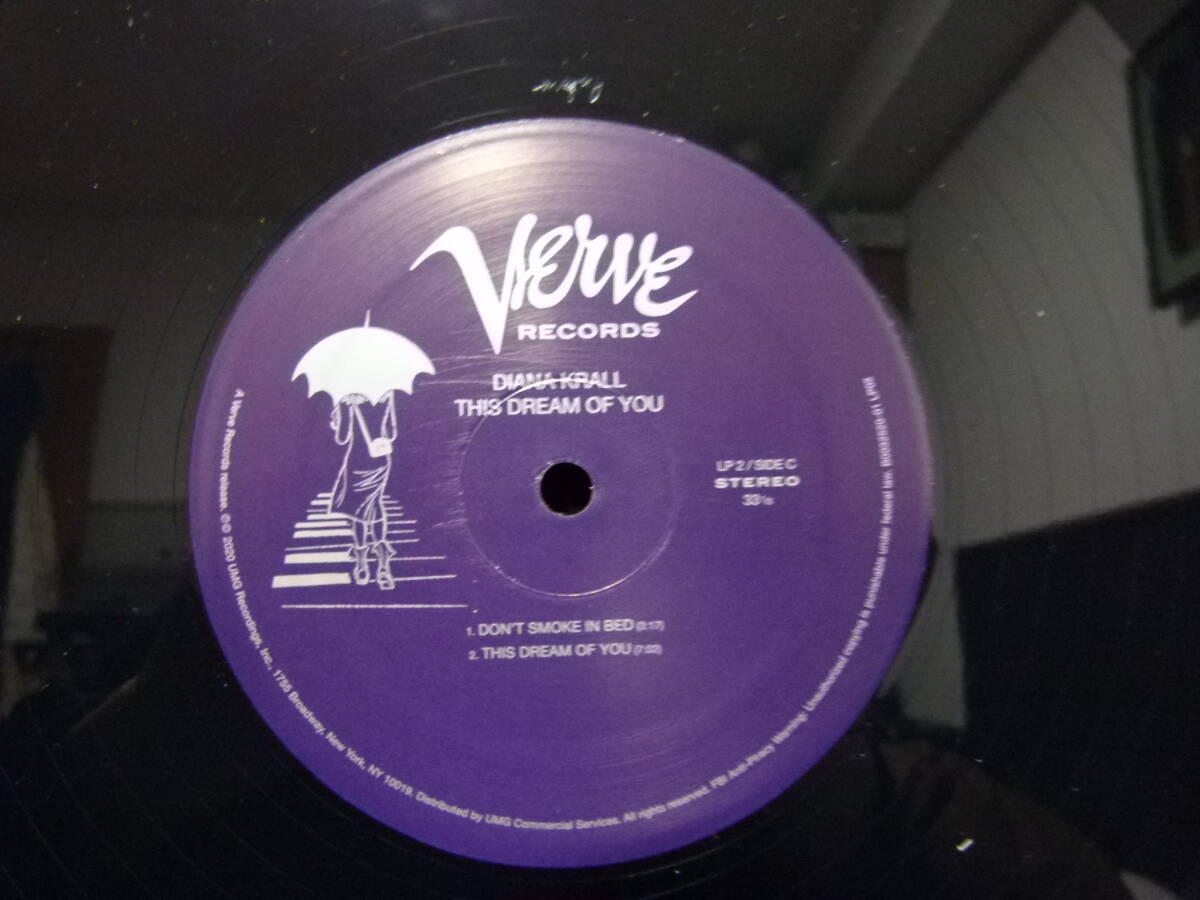 Verve
RECORDS
DIANA KRALL
THIS DREAM OF YOU
LP 2 / SIDE C
STEREO
33⅓
1. DON'T SMOKE IN BED (5:17)
2. THIS DREAM OF YOU (7:02)
A Verve Records release. ℗© 2020 UMG Recordings, Inc., 1755 Broadway, New York, NY 10019. Distributed by UMG Commercial Services. All rights reserved. FBI Anti-Piracy Warning: Unauthorized copying is punishable under federal law. B0032520-01 LP02